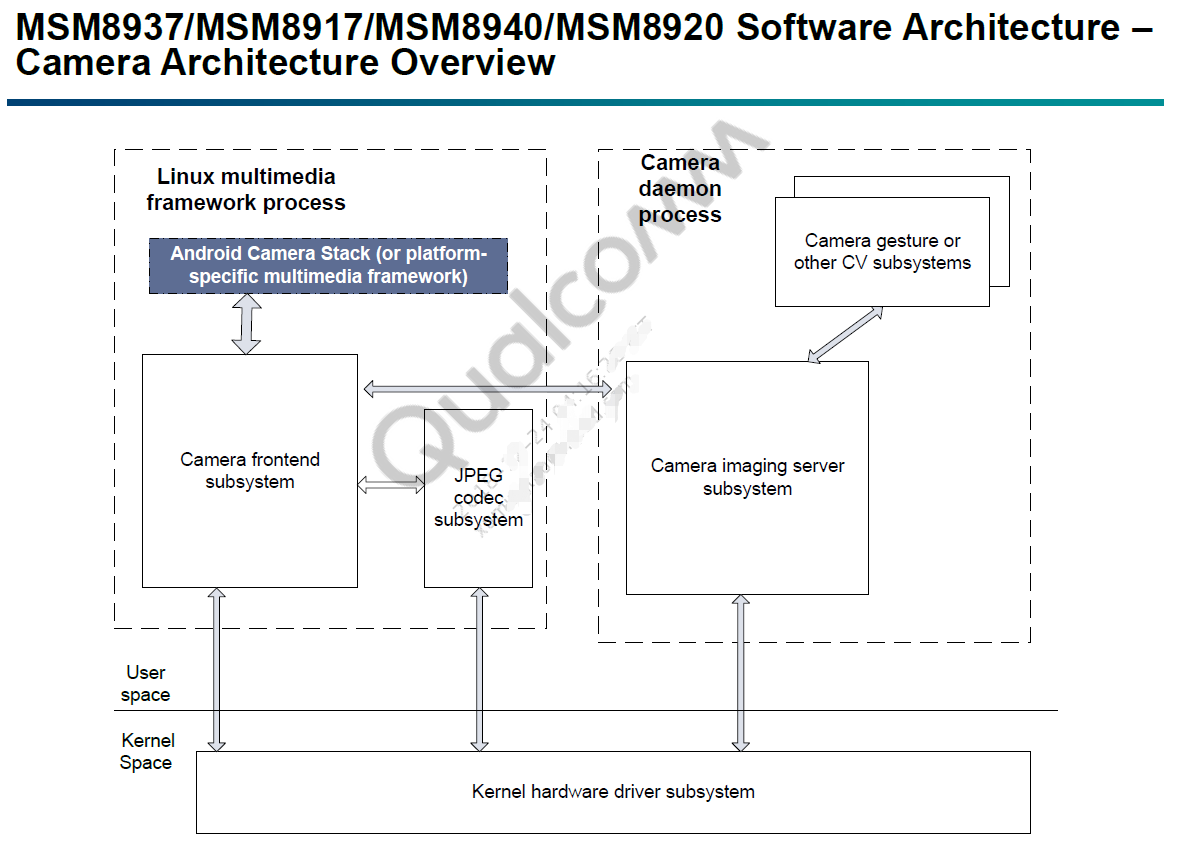 MSM8937/MSM8917/MSM8940/MSM8920 Software Architecture –
Camera Architecture Overview
Linux multimedia
framework process
Android Camera Stack (or platform-
specific multimedia framework)
Camera
daemon
process
Camera gesture or
other CV subsystems
Camera frontend
subsystem
JPEG
codec
subsystem
Camera imaging server
subsystem
Qualcomm
User
space
Kernel
Space
Kernel hardware driver subsystem